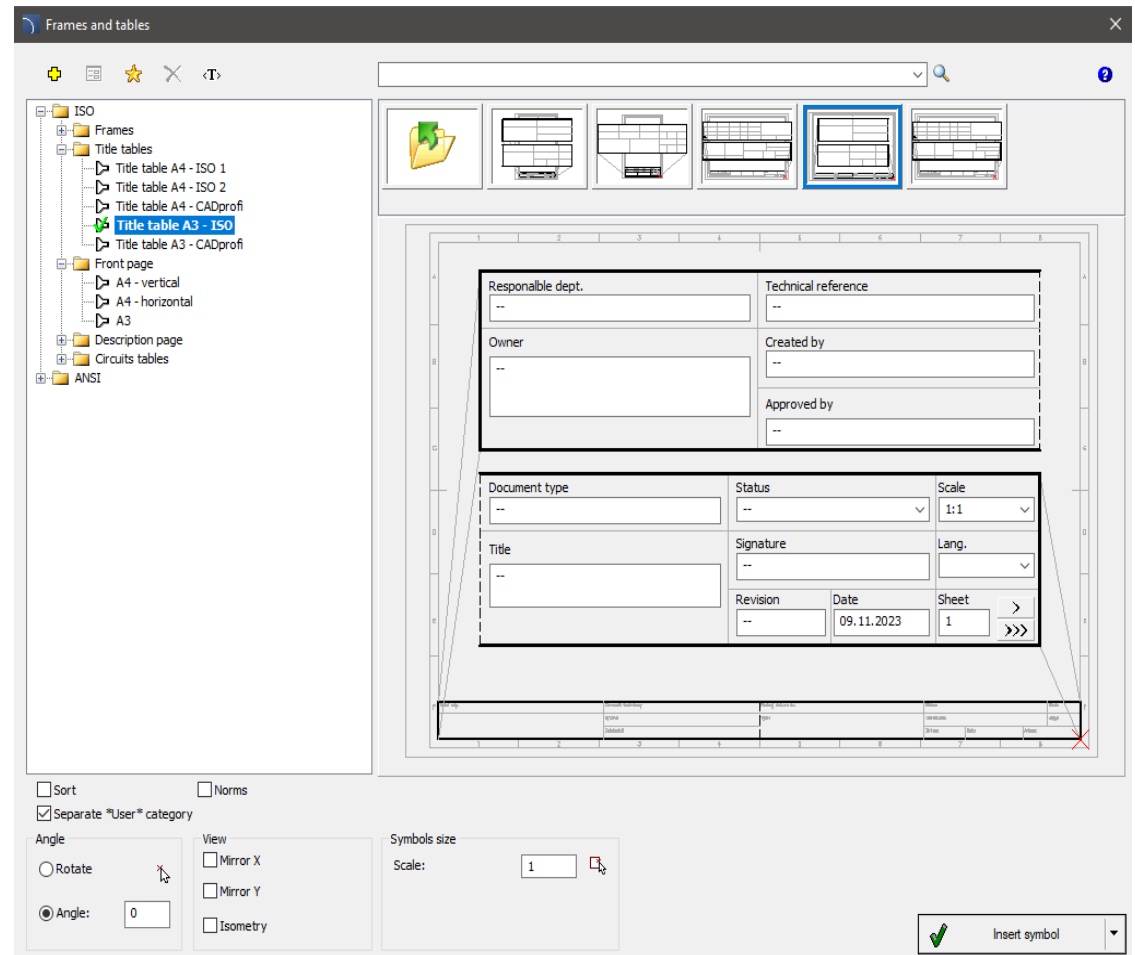 Frames and tables
<T>
ISO
Frames
Title tables
Title table A4 - ISO 1
Title table A4 - ISO 2
Title table A4 - CADprofi
Title table A3 - ISO
Title table A3 - CADprofi
Front page
A4 - vertical
A4 - horizontal
A3
Description page
Circuits tables
ANSI
Responalble dept.
--
Technical reference
--
Owner
--
Created by
--
Approved by
--
Document type
--
Status
--
Scale
1:1
Title
--
Signature
--
Lang.
Revision
--
Date
09.11.2023
Sheet
1
>
>>>
Sort
Norms
Separate *User* category
Angle
Rotate
Angle:
0
View
Mirror X
Mirror Y
Isometry
Symbols size
Scale:
1
Insert symbol